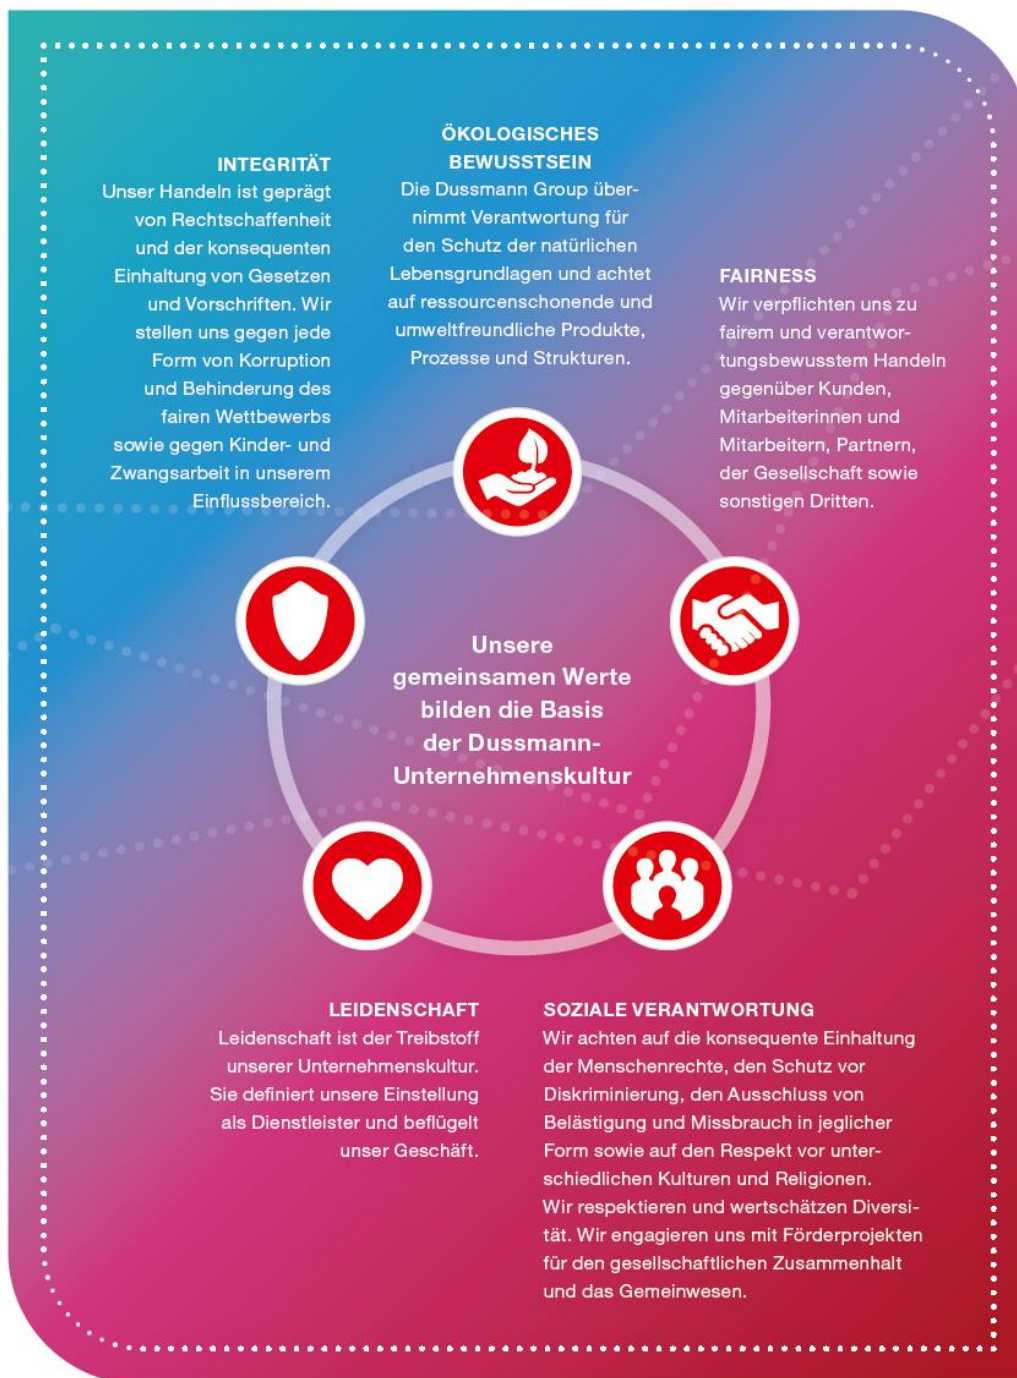 INTEGRITÄT
Unser Handeln ist geprägt
von Rechtschaffenheit
und der konsequenten
Einhaltung von Gesetzen
und Vorschriften. Wir
stellen uns gegen jede
Form von Korruption
und Behinderung des
fairen Wettbewerbs
sowie gegen Kinder- und
Zwangsarbeit in unserem
Einflussbereich.
ÖKOLOGISCHES
BEWUSSTSEIN
Die Dussmann Group über-
nimmt Verantwortung für
den Schutz der natürlichen
Lebensgrundlagen und achtet
auf ressourcenschonende und
umweltfreundliche Produkte,
Prozesse und Strukturen.
FAIRNESS
Wir verpflichten uns zu
fairem und verantwor-
tungsbewusstem Handeln
gegenüber Kunden,
Mitarbeiterinnen und
Mitarbeitern, Partnern,
der Gesellschaft sowie
sonstigen Dritten.
Unsere
gemeinsamen Werte
bilden die Basis
der Dussmann-
Unternehmenskultur
LEIDENSCHAFT
Leidenschaft ist der Treibstoff
unserer Unternehmenskultur.
Sie definiert unsere Einstellung
als Dienstleister und beflügelt
unser Geschäft.
SOZIALE VERANTWORTUNG
Wir achten auf die konsequente Einhaltung
der Menschenrechte, den Schutz vor
Diskriminierung, den Ausschluss von
Belästigung und Missbrauch in jeglicher
Form sowie auf den Respekt vor unter-
schiedlichen Kulturen und Religionen.
Wir respektieren und wertschätzen Diversi-
tät. Wir engagieren uns mit Förderprojekten
für den gesellschaftlichen Zusammenhalt
und das Gemeinwesen.